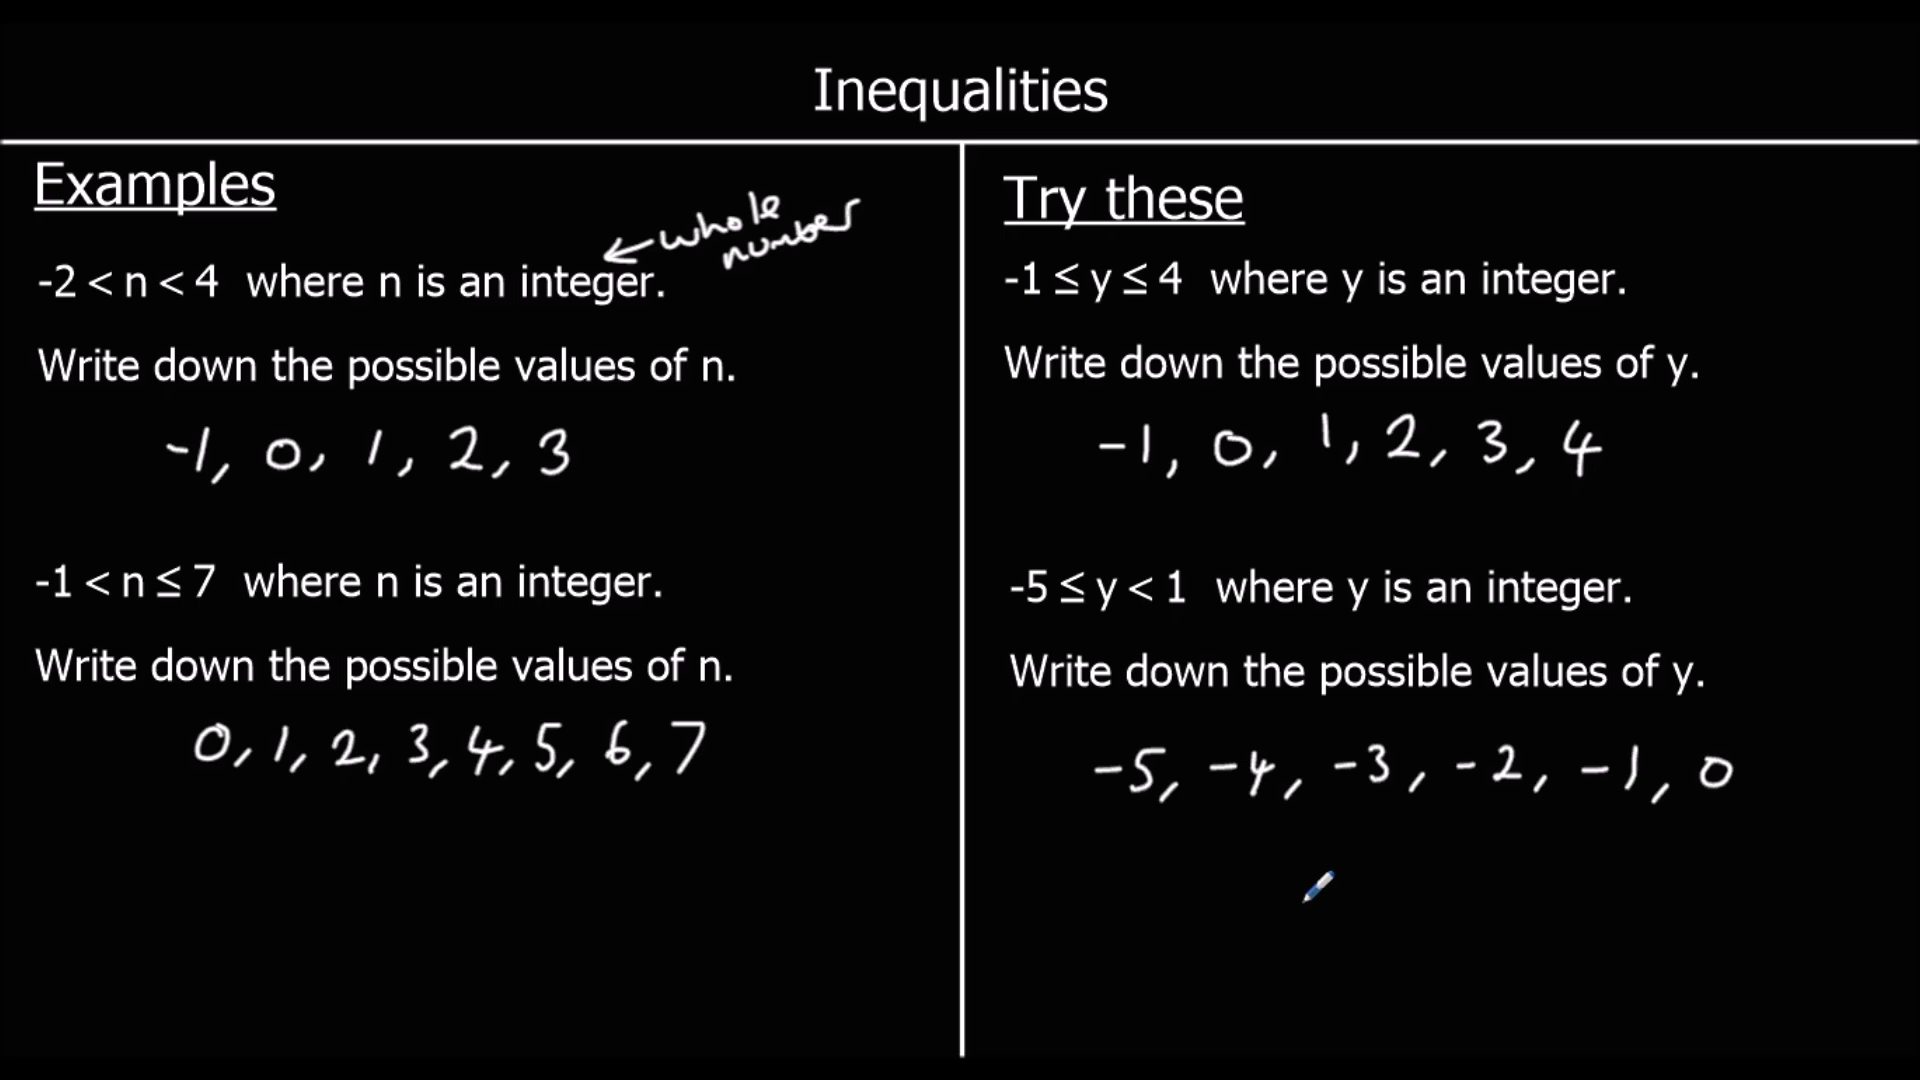 Inequalities
Examples
whole
number
-2 < n < 4 where n is an integer.
Write down the possible values of n.
-1, 0, 1, 2, 3
-1 < n ≤ 7 where n is an integer.
Write down the possible values of n.
0, 1, 2, 3, 4, 5, 6, 7
Try these
-1 ≤ y ≤ 4 where y is an integer.
Write down the possible values of y.
-1, 0, 1, 2, 3, 4
-5 ≤ y < 1 where y is an integer.
Write down the possible values of y.
-5, -4, -3, -2, -1, 0